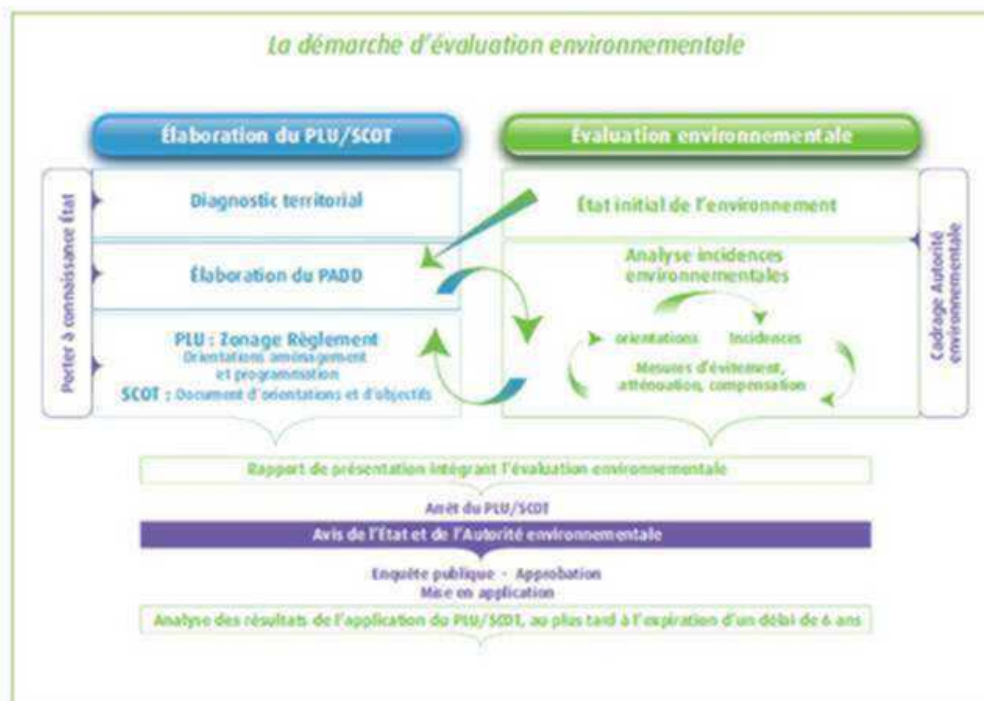 La démarche d'évaluation environnementale
Élaboration du PLU/SCOT
Évaluation environnementale
Porter à connaissance État
Diagnostic territorial
Élaboration du PADD
PLU : Zonage Règlement
Orientations aménagement
et programmation
SCOT : Document d'orientations et d'objectifs
État initial de l'environnement
Analyse incidences
environnementales
orientations
Incidences
Mesures d'évitement,
atténuation, compensation
Cadrage Autorité
environnementale
Rapport de présentation intégrant l'évaluation environnementale
Arrêt du PLU/SCOT
Avis de l'État et de l'Autorité environnementale
Enquête publique - Approbation
Mise en application
Analyse des résultats de l'application du PLU/SCOT, au plus tard à l'expiration d'un délai de 6 ans